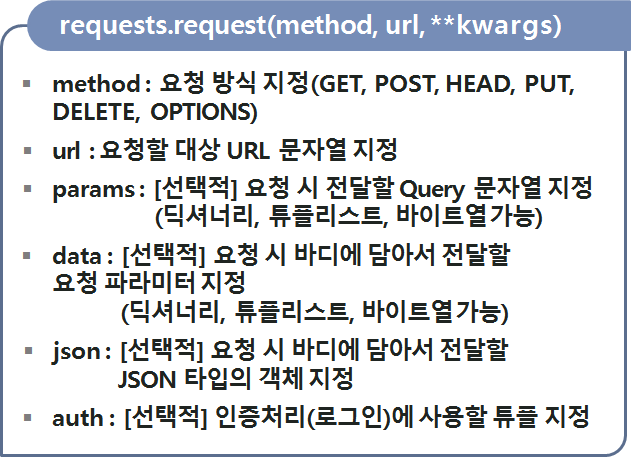 requests.request(method, url, **kwargs)
▪ method : 요청 방식 지정(GET, POST, HEAD, PUT,
DELETE, OPTIONS)
▪ url : 요청할 대상 URL 문자열 지정
▪ params : [선택적] 요청 시 전달할 Query 문자열 지정
(딕셔너리, 튜플리스트, 바이트열가능)
▪ data : [선택적] 요청 시 바디에 담아서 전달할
요청 파라미터 지정
(딕셔너리, 튜플리스트, 바이트열가능)
▪ json : [선택적] 요청 시 바디에 담아서 전달할
JSON 타입의 객체 지정
▪ auth : [선택적] 인증처리(로그인)에 사용할 튜플 지정